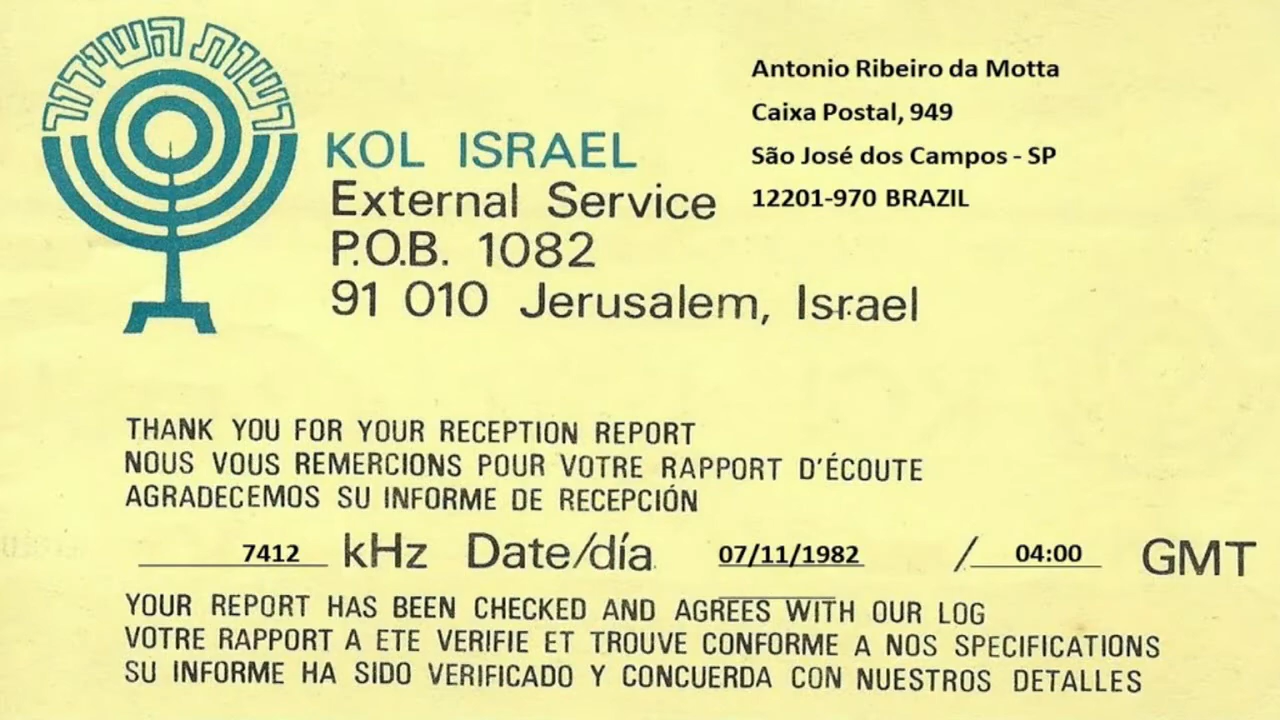 רשות השידור
KOL ISRAEL
External Service
P.O.B. 1082
91 010 Jerusalem, Israel
Antonio Ribeiro da Motta
Caixa Postal, 949
São José dos Campos - SP
12201-970 BRAZIL
THANK YOU FOR YOUR RECEPTION REPORT
NOUS VOUS REMERCIONS POUR VOTRE RAPPORT D'ÉCOUTE
AGRADECEMOS SU INFORME DE RECEPCIÓN
7412 kHz Date/día 07/11/1982 / 04:00 GMT
YOUR REPORT HAS BEEN CHECKED AND AGREES WITH OUR LOG
VOTRE RAPPORT A ETE VERIFIE ET TROUVE CONFORME A NOS SPECIFICATIONS
SU INFORME HA SIDO VERIFICADO Y CONCUERDA CON NUESTROS DETALLES